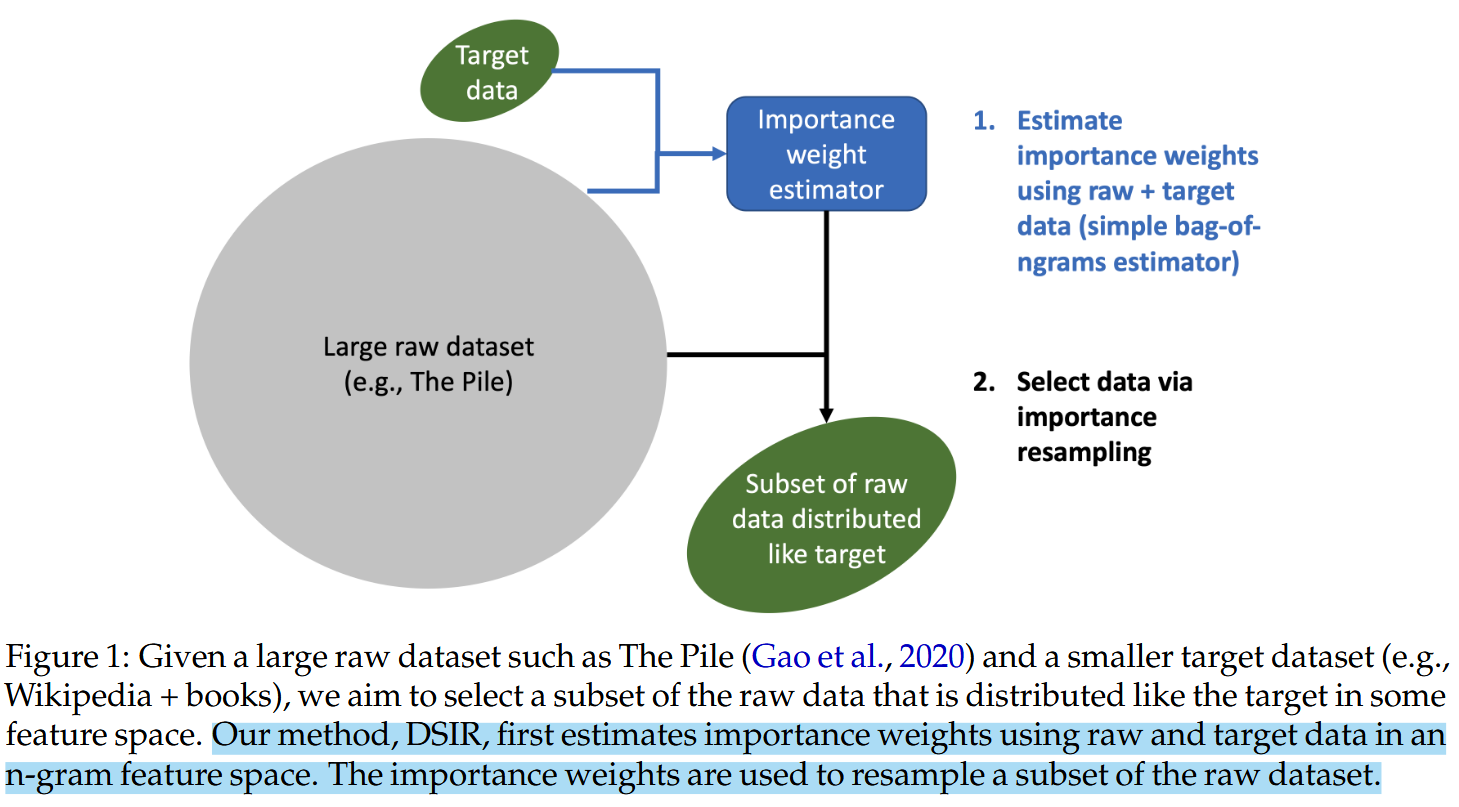 Target
data
Importance
weight
estimator
1. Estimate
importance weights
using raw + target
data (simple bag-of-
ngrams estimator)
Large raw dataset
(e.g., The Pile)
2. Select data via
importance
resampling
Subset of raw
data distributed
like target
Figure 1: Given a large raw dataset such as The Pile (Gao et al., 2020) and a smaller target dataset (e.g.,
Wikipedia + books), we aim to select a subset of the raw data that is distributed like the target in some
feature space. Our method, DSIR, first estimates importance weights using raw and target data in an
n-gram feature space. The importance weights are used to resample a subset of the raw dataset.